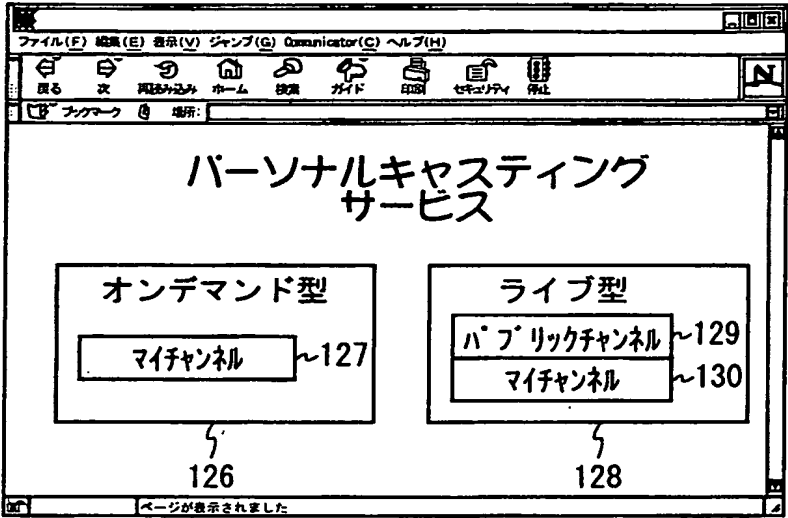 ファイル(F) 編集(E) 表示(V) ジャンプ(G) Communicator(C) ヘルプ(H)
戻る 次 再読み込み ホーム 検索 ガイド 印刷 セキュリティ 停止 N
ブックマーク 場所:
パーソナルキャスティング
サービス
オンデマンド型
マイチャンネル 127
126
ライブ型
パブリックチャンネル 129
マイチャンネル 130
128
ページが表示されました